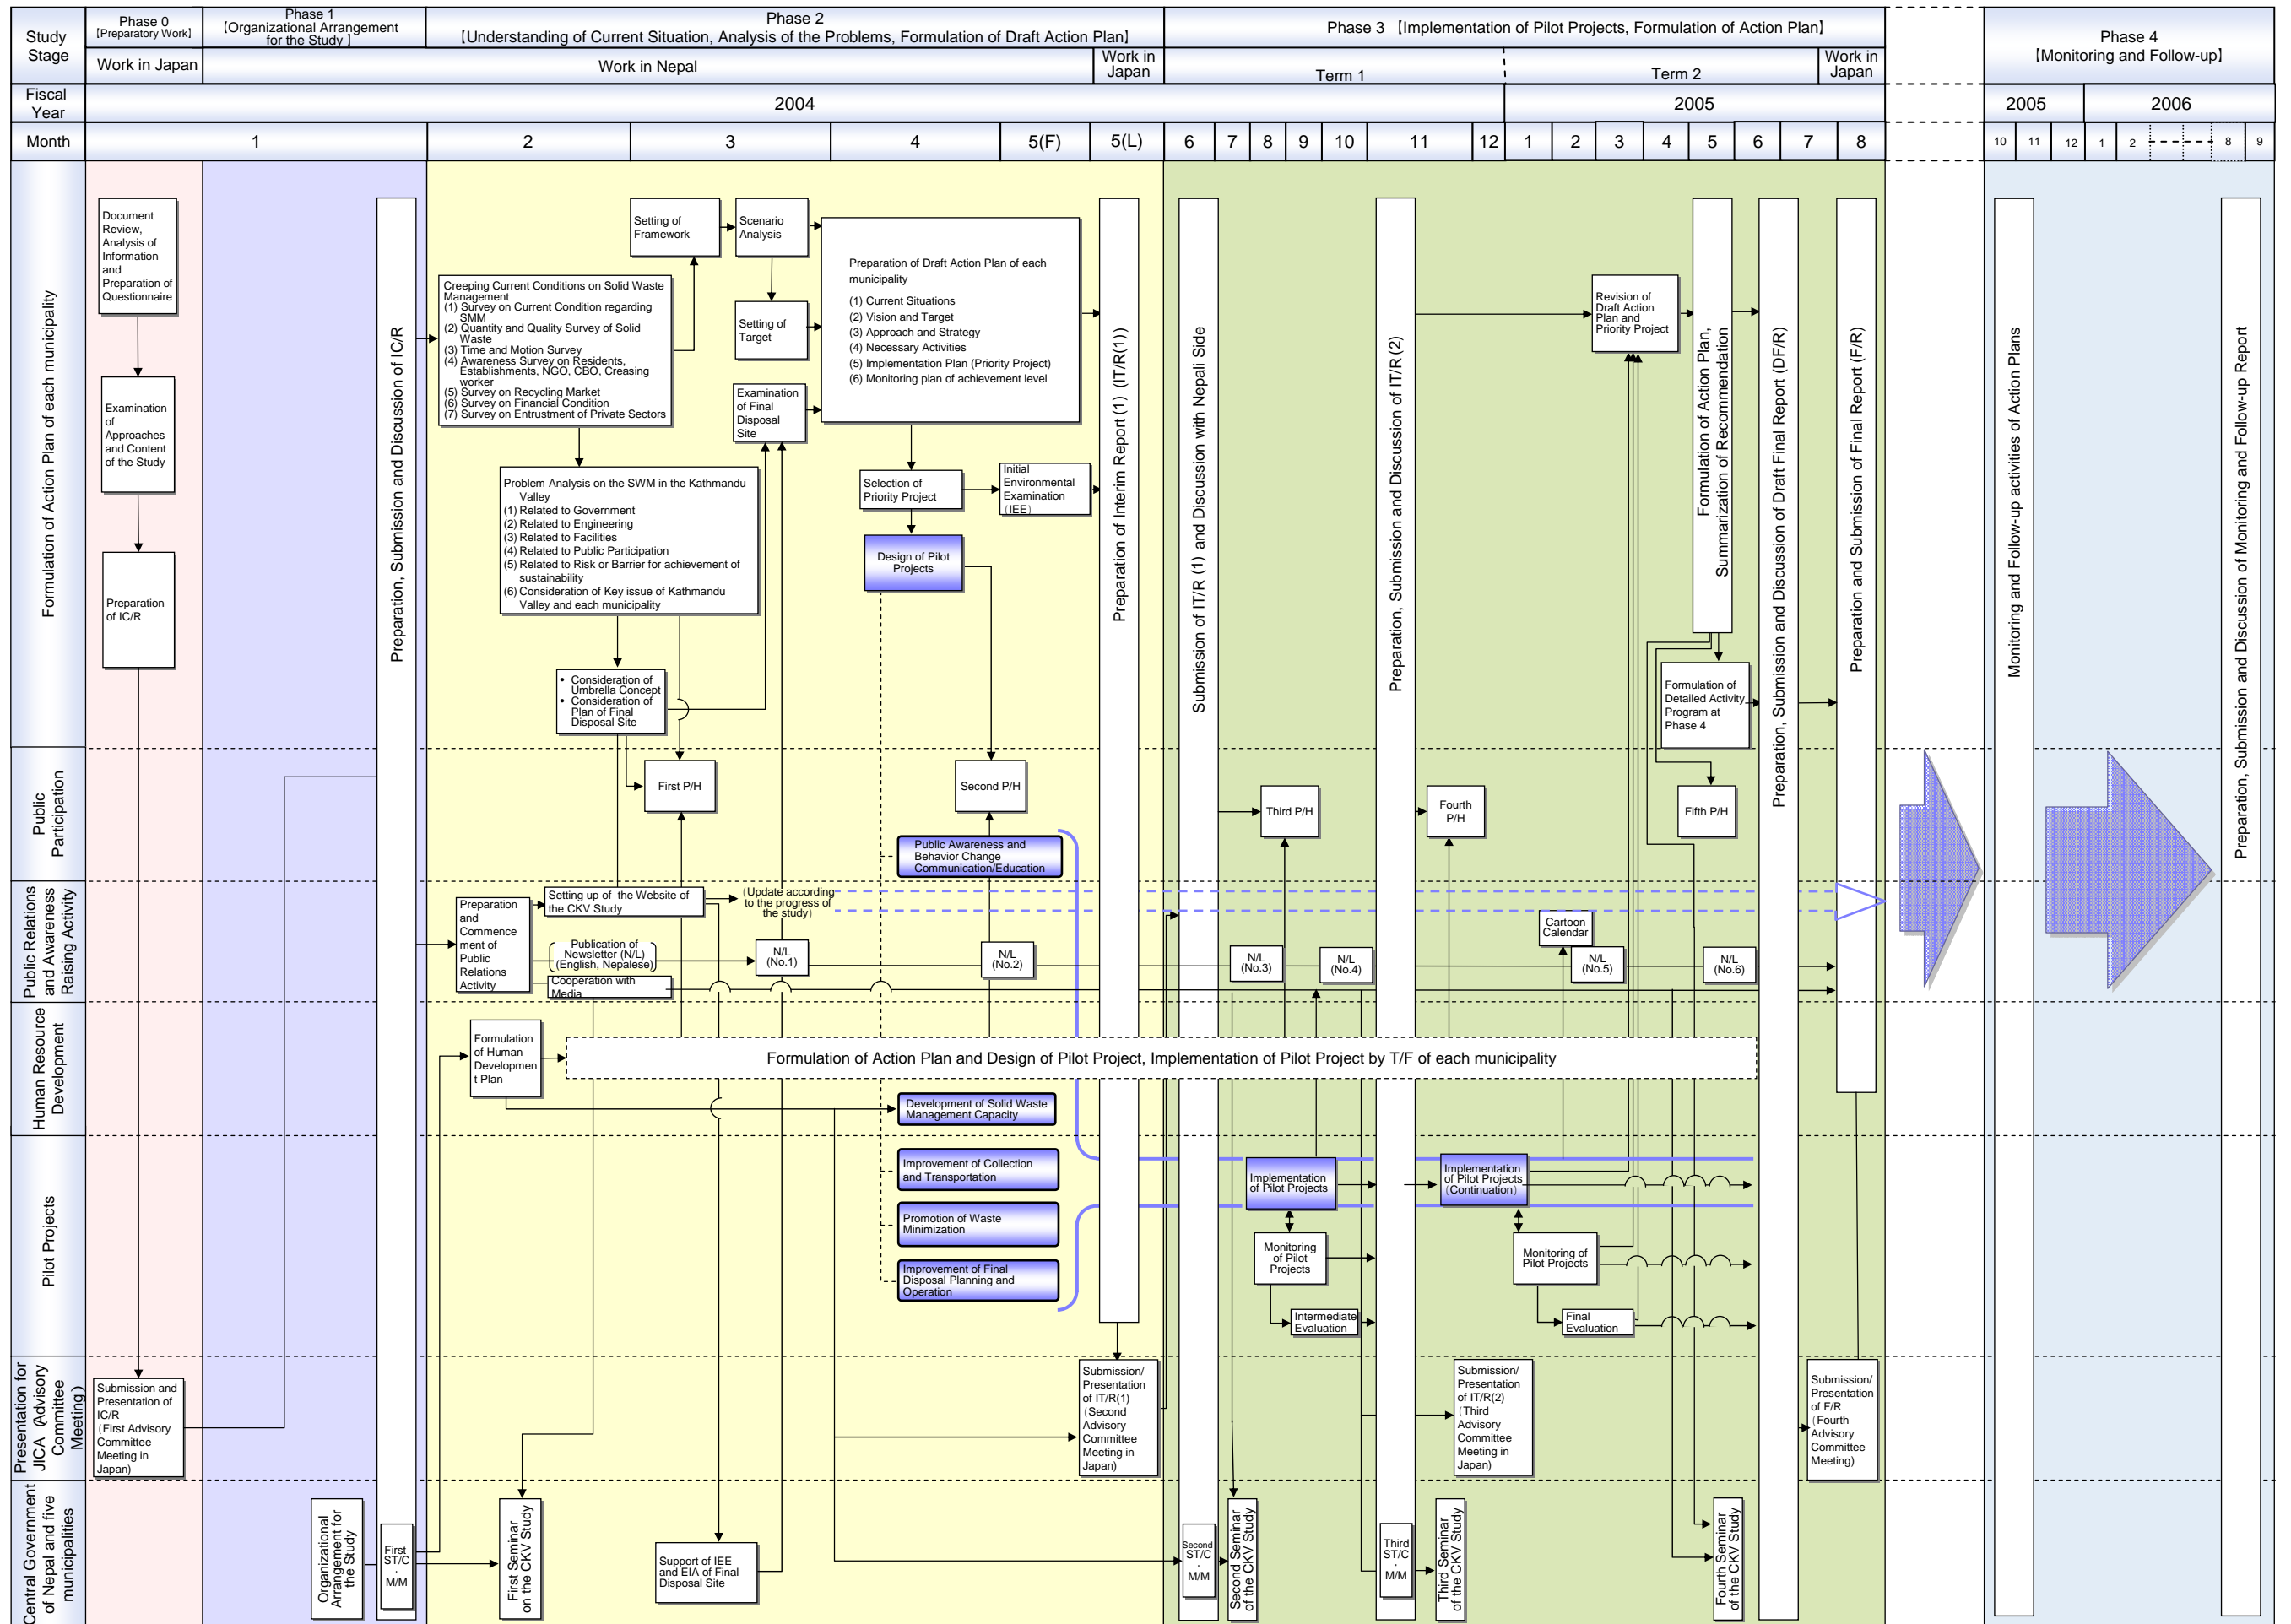 Study
Stage
Phase 0
[Preparatory Work]
Phase 1
[Organizational Arrangement
for the Study ]
Phase 2
[Understanding of Current Situation, Analysis of the Problems, Formulation of Draft Action Plan]
Phase 3 [Implementation of Pilot Projects, Formulation of Action Plan]
Phase 4
[Monitoring and Follow-up]
Work in Japan
Work in Nepal
Work in
Japan
Term 1
Term 2
Work in
Japan
Fiscal
Year
2004
2005
2005
2006
Month
1
2
3
4
5(F)
5(L)
6
7
8
9
10
11
12
1
2
3
4
5
6
7
8
10
11
12
1
2
8
9
Formulation of Action Plan of each municipality
Document
Review,
Analysis of
Information
and
Preparation of
Questionnaire
Examination
of
Approaches
and Content
of the Study
Preparation
of IC/R
Preparation, Submission and Discussion of IC/R
Creeping Current Conditions on Solid Waste
Management
(1) Survey on Current Condition regarding
SMM
(2) Quantity and Quality Survey of Solid
Waste
(3) Time and Motion Survey
(4) Awareness Survey on Residents,
Establishments, NGO, CBO, Creasing
worker
(5) Survey on Recycling Market
(6) Survey on Financial Condition
(7) Survey on Entrustment of Private Sectors
Setting of
Framework
Scenario
Analysis
Setting of
Target
Examination
of Final
Disposal
Site
Preparation of Draft Action Plan of each
municipality
(1) Current Situations
(2) Vision and Target
(3) Approach and Strategy
(4) Necessary Activities
(5) Implementation Plan (Priority Project)
(6) Monitoring plan of achievement level
Problem Analysis on the SWM in the Kathmandu
Valley
(1) Related to Government
(2) Related to Engineering
(3) Related to Facilities
(4) Related to Public Participation
(5) Related to Risk or Barrier for achievement of
sustainability
(6) Consideration of Key issue of Kathmandu
Valley and each municipality
Selection of
Priority Project
Initial
Environmental
Examination
(IEE)
Design of Pilot
Projects
• Consideration of
Umbrella Concept
• Consideration of
Plan of Final
Disposal Site
Preparation of Interim Report (1) (IT/R(1))
Submission of IT/R (1) and Discussion with Nepali Side
Preparation, Submission and Discussion of IT/R (2)
Revision of
Draft Action
Plan and
Priority Project
Formulation of Action Plan,
Summarization of Recommendation
Formulation of
Detailed Activity
Program at
Phase 4
Preparation, Submission and Discussion of Draft Final Report (DF/R)
Preparation and Submission of Final Report (F/R)
Monitoring and Follow-up activities of Action Plans
Preparation, Submission and Discussion of Monitoring and Follow-up Report
Public
Participation
First P/H
Second P/H
Third P/H
Fourth
P/H
Fifth P/H
Public Awareness and
Behavior Change
Communication/Education
Public Relations
and Awareness
Raising Activity
Preparation
and
Commence
ment of
Public
Relations
Activity
Setting up of the Website of
the CKV Study
(Update according
to the progress of
the study)
Publication of
Newsletter (N/L)
(English, Nepalese)
Cooperation with
Media
N/L
(No.1)
N/L
(No.2)
N/L
(No.3)
N/L
(No.4)
Cartoon
Calendar
N/L
(No.5)
N/L
(No.6)
Human Resource
Development
Formulation
of Human
Developmen
t Plan
Formulation of Action Plan and Design of Pilot Project, Implementation of Pilot Project by T/F of each municipality
Development of Solid Waste
Management Capacity
Pilot Projects
Improvement of Collection
and Transportation
Promotion of Waste
Minimization
Improvement of Final
Disposal Planning and
Operation
Implementation
of Pilot Projects
Monitoring
of Pilot
Projects
Intermediate
Evaluation
Implementation
of Pilot Projects
(Continuation)
Monitoring of
Pilot Projects
Final
Evaluation
Presentation for
JICA (Advisory
Committee
Meeting)
Submission and
Presentation of
IC/R
(First Advisory
Committee
Meeting in
Japan)
Submission/
Presentation
of IT/R(1)
(Second
Advisory
Committee
Meeting in
Japan)
Submission/
Presentation
of IT/R(2)
(Third
Advisory
Committee
Meeting in
Japan)
Submission/
Presentation
of F/R
(Fourth
Advisory
Committee
Meeting)
Central Government
of Nepal and five
municipalities
Organizational
Arrangement for
the Study
First
ST/C
・
M/M
First Seminar
on the CKV Study
Support of IEE
and EIA of Final
Disposal Site
Second
ST/C
・
M/M
Second Seminar
of the CKV Study
Third
ST/C
・
M/M
Third Seminar
of the CKV Study
Fourth Seminar
of the CKV Study